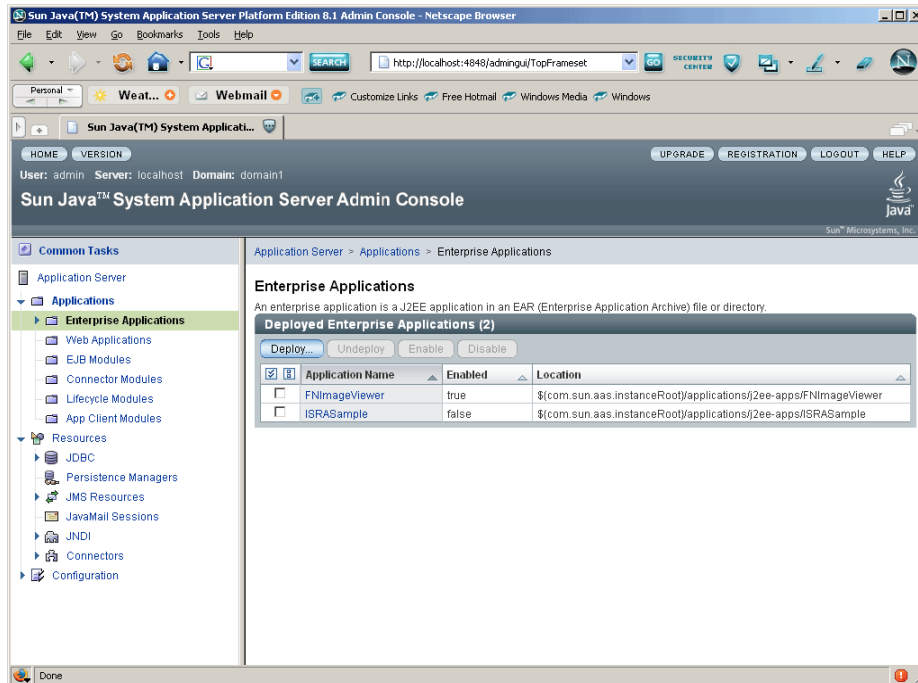 Sun Java(TM) System Application Server Platform Edition 8.1 Admin Console - Netscape Browser
File Edit View Go Bookmarks Tools Help
G SEARCH http://localhost:4848/admingui/TopFrameset GO SECURITY CENTER N
Personal Weat... Webmail Customize Links Free Hotmail Windows Media Windows
Sun Java(TM) System Applicati...
HOME VERSION UPGRADE REGISTRATION LOGOUT HELP
User: admin Server: localhost Domain: domain1
Sun Java™ System Application Server Admin Console
Java™
Sun™ Microsystems, Inc.
Common Tasks
Application Server
Applications
Enterprise Applications
Web Applications
EJB Modules
Connector Modules
Lifecycle Modules
App Client Modules
Resources
JDBC
Persistence Managers
JMS Resources
JavaMail Sessions
JNDI
Connectors
Configuration
Application Server > Applications > Enterprise Applications
Enterprise Applications
An enterprise application is a J2EE application in an EAR (Enterprise Application Archive) file or directory.
Deployed Enterprise Applications (2)
Deploy... Undeploy Enable Disable
Application Name Enabled Location
FNImageViewer true ${com.sun.aas.instanceRoot}/applications/j2ee-apps/FNImageViewer
ISRASample false ${com.sun.aas.instanceRoot}/applications/j2ee-apps/ISRASample
Done